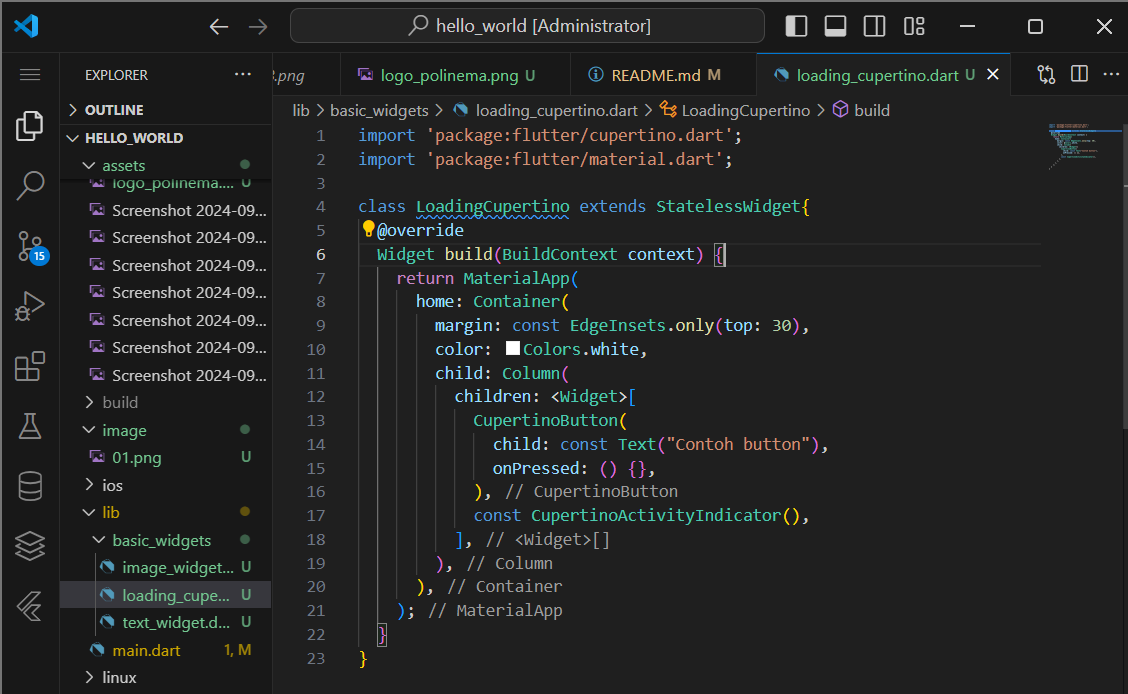 hello_world [Administrator]
EXPLORER
OUTLINE
HELLO_WORLD
assets
logo_polinema.... U
Screenshot 2024-09...
Screenshot 2024-09...
Screenshot 2024-09...
Screenshot 2024-09...
Screenshot 2024-09...
Screenshot 2024-09...
Screenshot 2024-09...
build
image
01.png U
ios
lib
basic_widgets
image_widget... U
loading_cupe... U
text_widget.d... U
main.dart 1, M
linux
15
.png
logo_polinema.png U
README.md M
loading_cupertino.dart U
lib > basic_widgets > loading_cupertino.dart > LoadingCupertino > build
1 import 'package:flutter/cupertino.dart';
2 import 'package:flutter/material.dart';
3
4 class LoadingCupertino extends StatelessWidget{
5 @override
6 Widget build(BuildContext context) {
7 return MaterialApp(
8 home: Container(
9 margin: const EdgeInsets.only(top: 30),
10 color: Colors.white,
11 child: Column(
12 children: <Widget>[
13 CupertinoButton(
14 child: const Text("Contoh button"),
15 onPressed: () {},
16 ), // CupertinoButton
17 const CupertinoActivityIndicator(),
18 ], // <Widget>[]
19 ), // Column
20 ), // Container
21 ); // MaterialApp
22 }
23 }